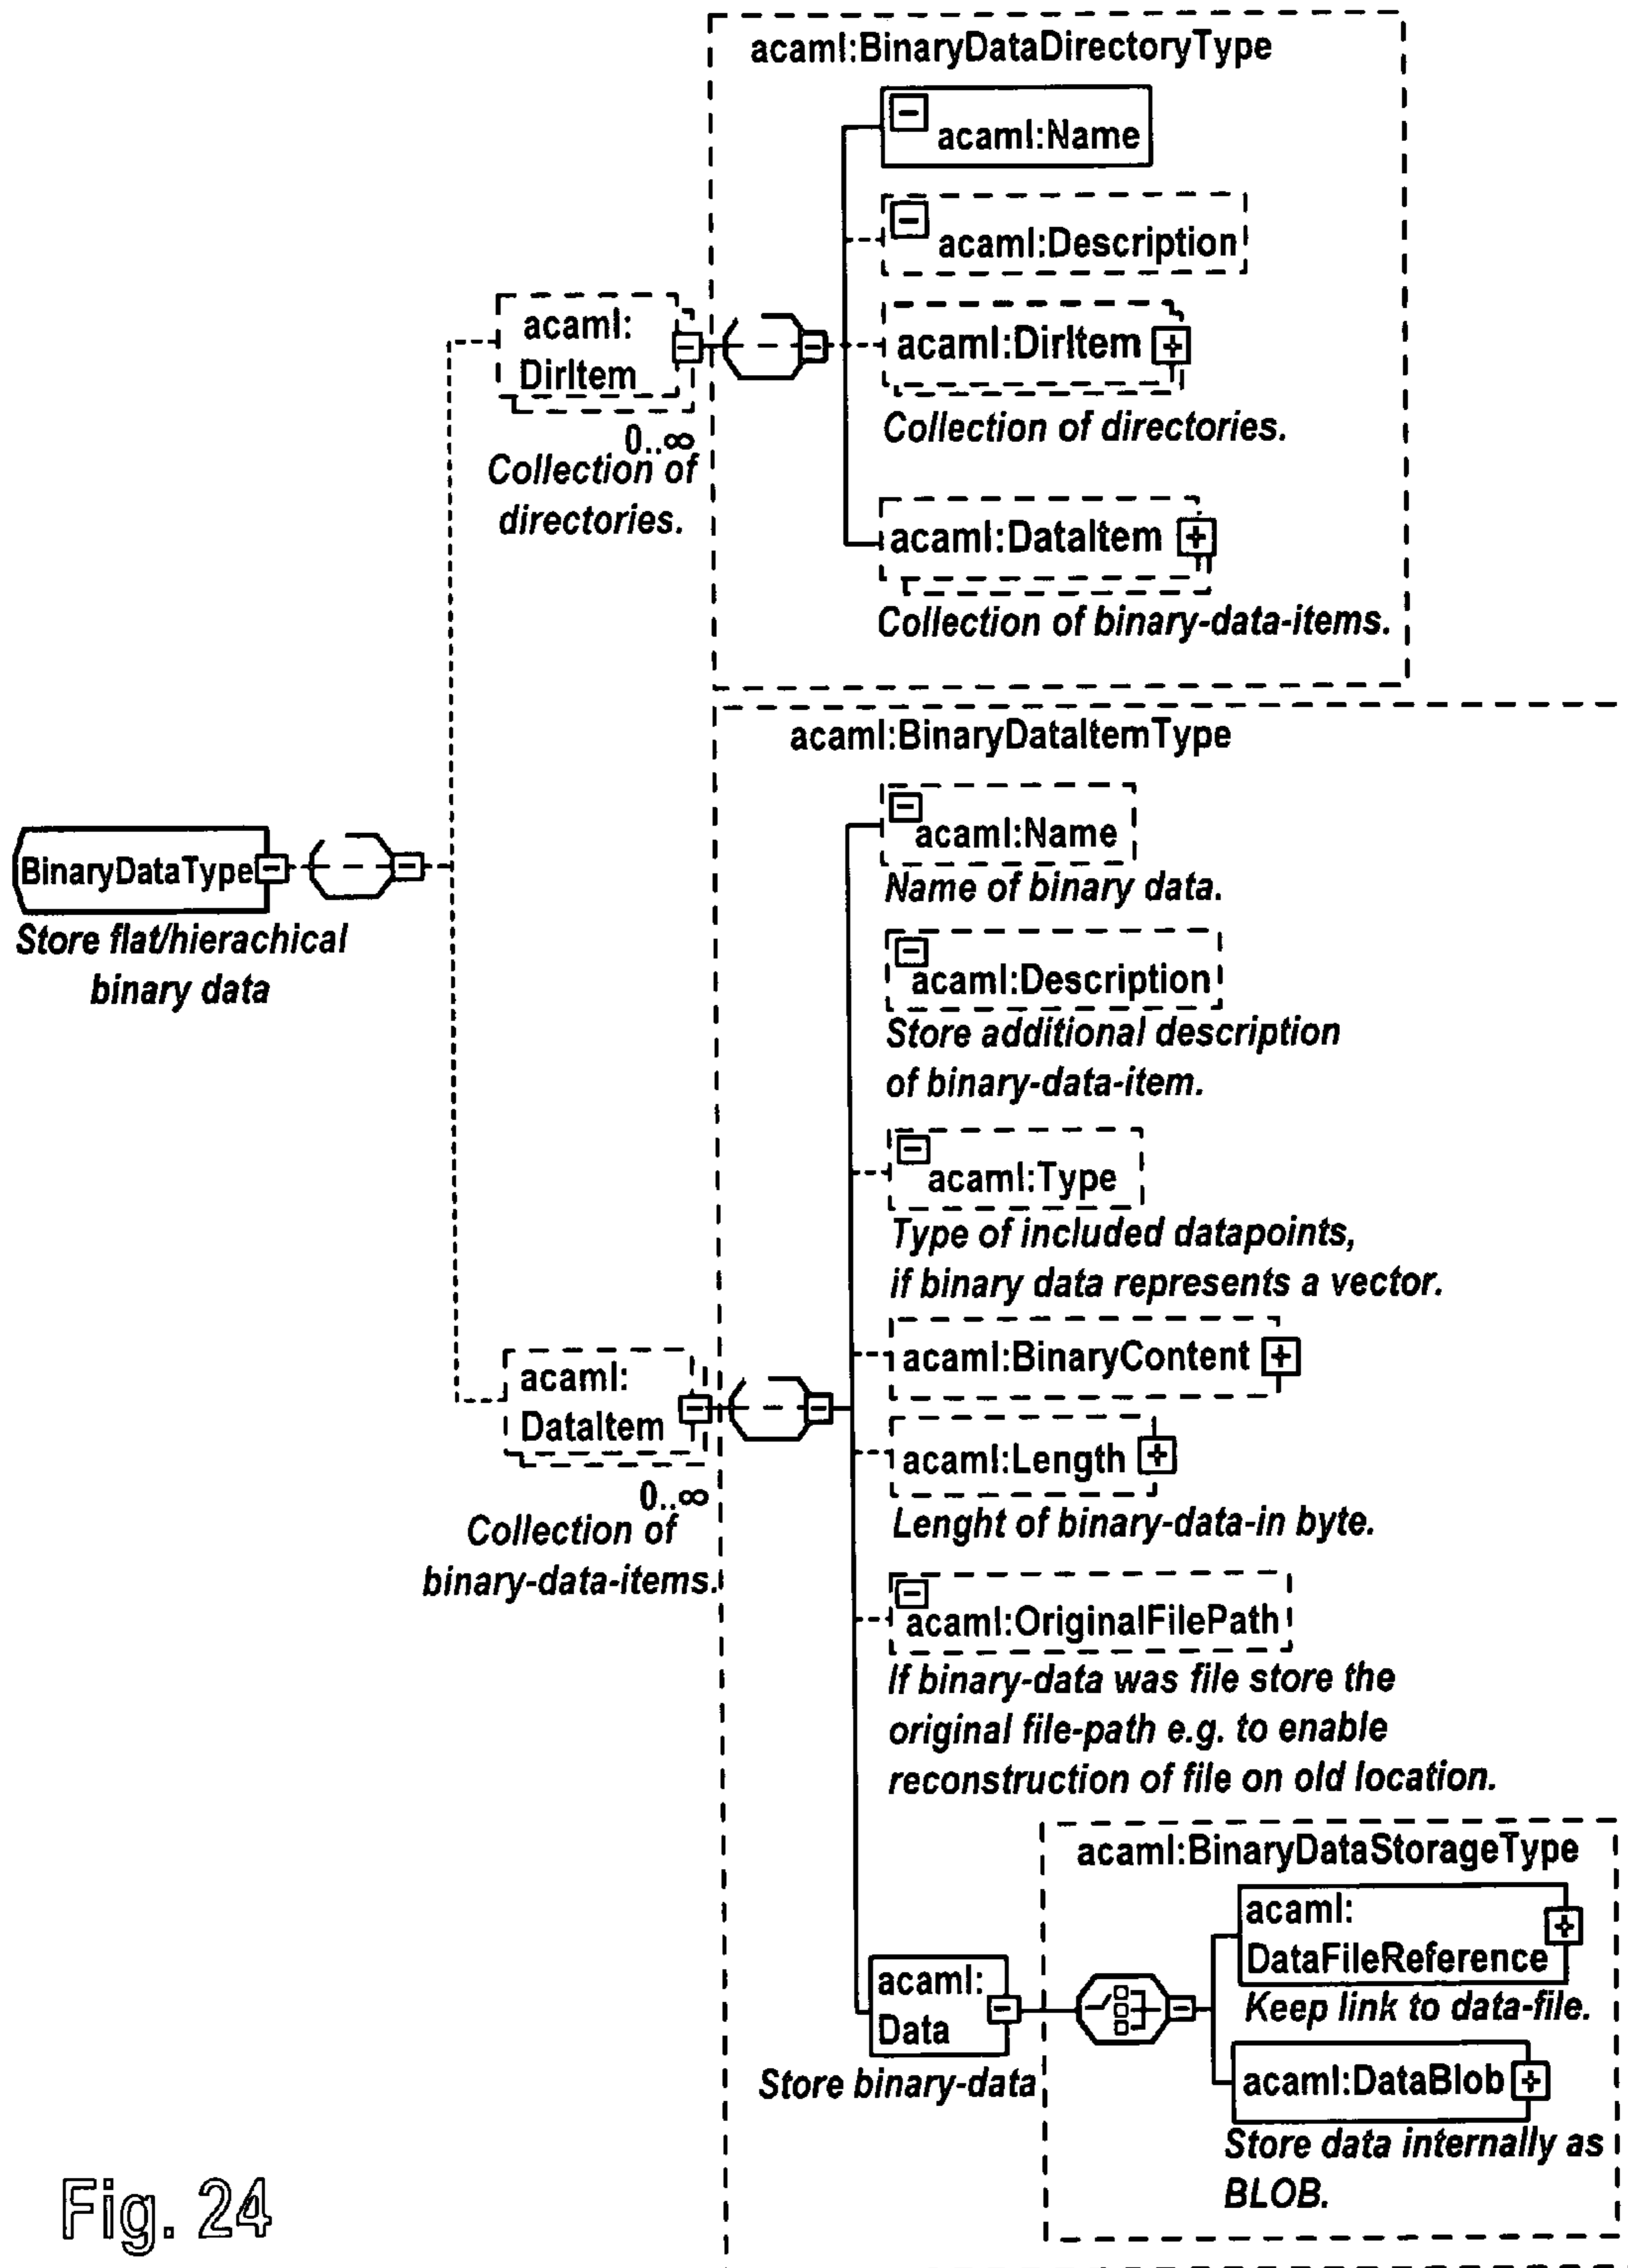 acaml:BinaryDataDirectoryType
acaml:Name
acaml:Description
acaml:
DirItem
0..∞
Collection of
directories.
acaml:DirItem
Collection of directories.
acaml:DataItem
Collection of binary-data-items.
BinaryDataType
Store flat/hierachical
binary data
acaml:BinaryDataItemType
acaml:Name
Name of binary data.
acaml:Description
Store additional description
of binary-data-item.
acaml:Type
Type of included datapoints,
if binary data represents a vector.
acaml:
DataItem
0..∞
Collection of
binary-data-items.
acaml:BinaryContent
acaml:Length
Lenght of binary-data-in byte.
acaml:OriginalFilePath
If binary-data was file store the
original file-path e.g. to enable
reconstruction of file on old location.
acaml:
Data
Store binary-data
acaml:BinaryDataStorageType
acaml:
DataFileReference
Keep link to data-file.
acaml:DataBlob
Store data internally as
BLOB.
Fig. 24